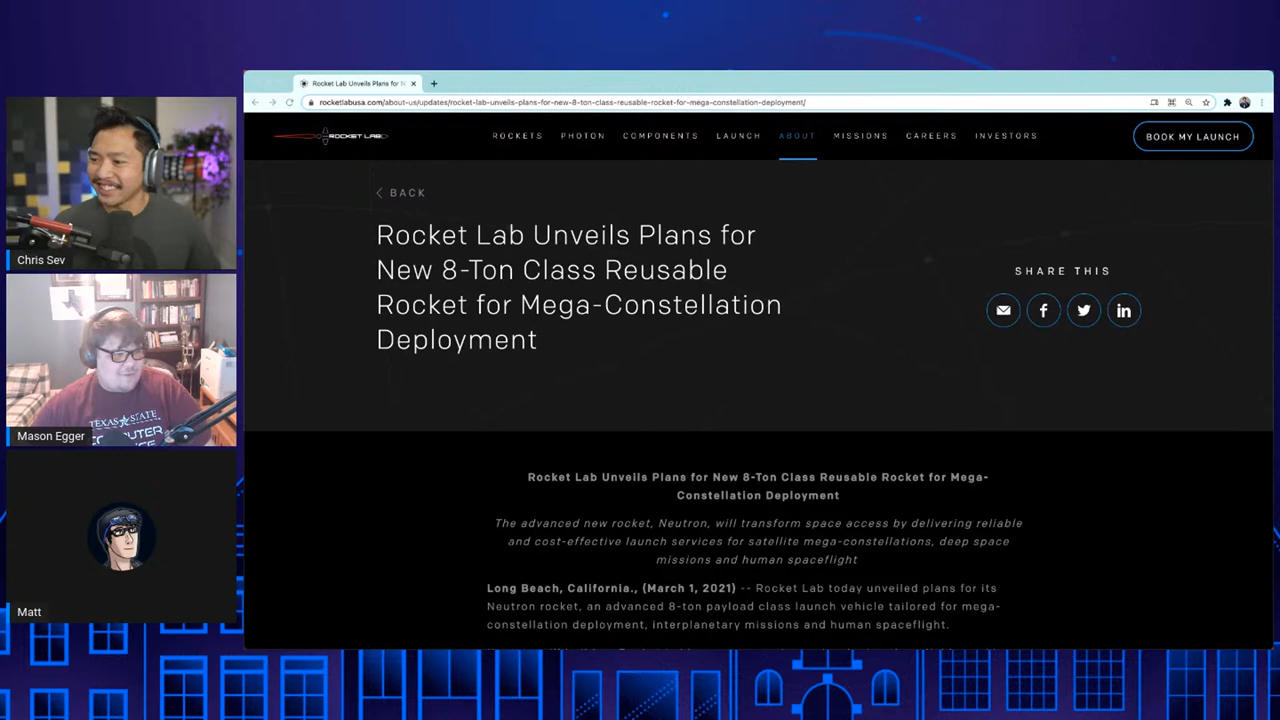 Rocket Lab Unveils Plans for N
rocketlabusa.com/about-us/updates/rocket-lab-unveils-plans-for-new-8-ton-class-reusable-rocket-for-mega-constellation-deployment/
ROCKET LAB
ROCKETS PHOTON COMPONENTS LAUNCH ABOUT MISSIONS CAREERS INVESTORS
BOOK MY LAUNCH
BACK
Rocket Lab Unveils Plans for
New 8-Ton Class Reusable
Rocket for Mega-Constellation
Deployment
SHARE THIS
Rocket Lab Unveils Plans for New 8-Ton Class Reusable Rocket for Mega-
Constellation Deployment
The advanced new rocket, Neutron, will transform space access by delivering reliable
and cost-effective launch services for satellite mega-constellations, deep space
missions and human spaceflight
Long Beach, California., (March 1, 2021) -- Rocket Lab today unveiled plans for its
Neutron rocket, an advanced 8-ton payload class launch vehicle tailored for mega-
constellation deployment, interplanetary missions and human spaceflight.
Chris Sev
TEXAS STATE
Mason Egger
Matt